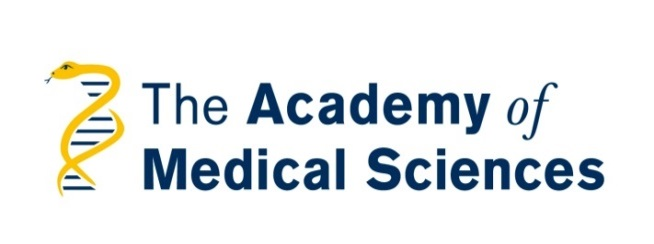 The Academy of
Medical Sciences